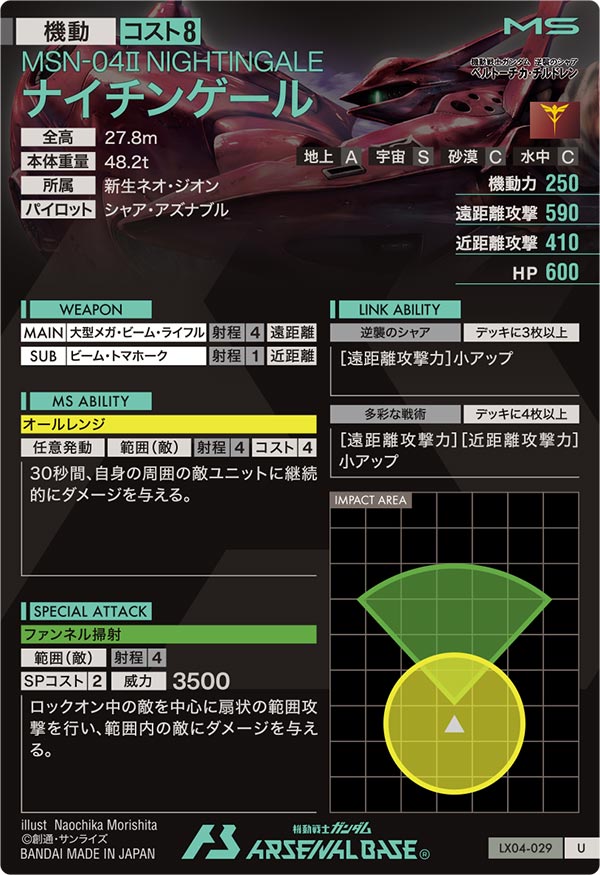 機動 コスト8
MS
MSN-04II NIGHTINGALE
ナイチンゲール
機動戦士ガンダム 逆襲のシャア
ベルトーチカ・チルドレン
全高 27.8m
本体重量 48.2t
所属 新生ネオ・ジオン
パイロット シャア・アズナブル
地上 A 宇宙 S 砂漠 C 水中 C
機動力 250
遠距離攻撃 590
近距離攻撃 410
HP 600
WEAPON
MAIN 大型メガ・ビーム・ライフル 射程 4 遠距離
SUB ビーム・トマホーク 射程 1 近距離
MS ABILITY
オールレンジ
任意発動 範囲(敵) 射程 4 コスト 4
30秒間、自身の周囲の敵ユニットに継続
的にダメージを与える。
SPECIAL ATTACK
ファンネル掃射
範囲(敵) 射程 4
SPコスト 2 威力 3500
ロックオン中の敵を中心に扇状の範囲攻
撃を行い、範囲内の敵にダメージを与え
る。
LINK ABILITY
逆襲のシャア デッキに3枚以上
[遠距離攻撃力]小アップ
多彩な戦術 デッキに4枚以上
[遠距離攻撃力][近距離攻撃力]
小アップ
IMPACT AREA
illust Naochika Morishita
©創通・サンライズ
BANDAI MADE IN JAPAN
機動戦士ガンダム
AB ARSENAL BASE®
LX04-029 U